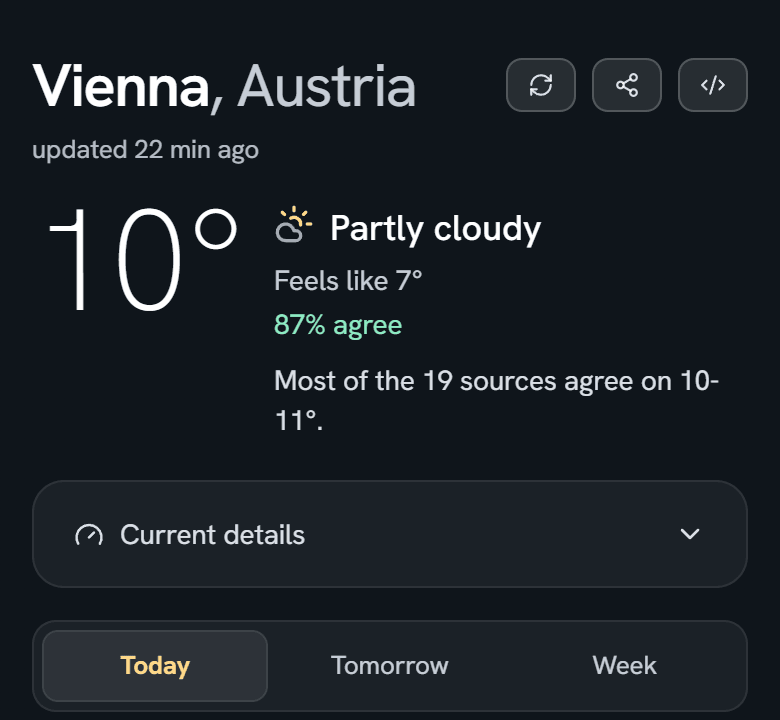 Vienna, Austria
updated 22 min ago
10°
Partly cloudy
Feels like 7°
87% agree
Most of the 19 sources agree on 10-
11°.
Current details
Today
Tomorrow
Week